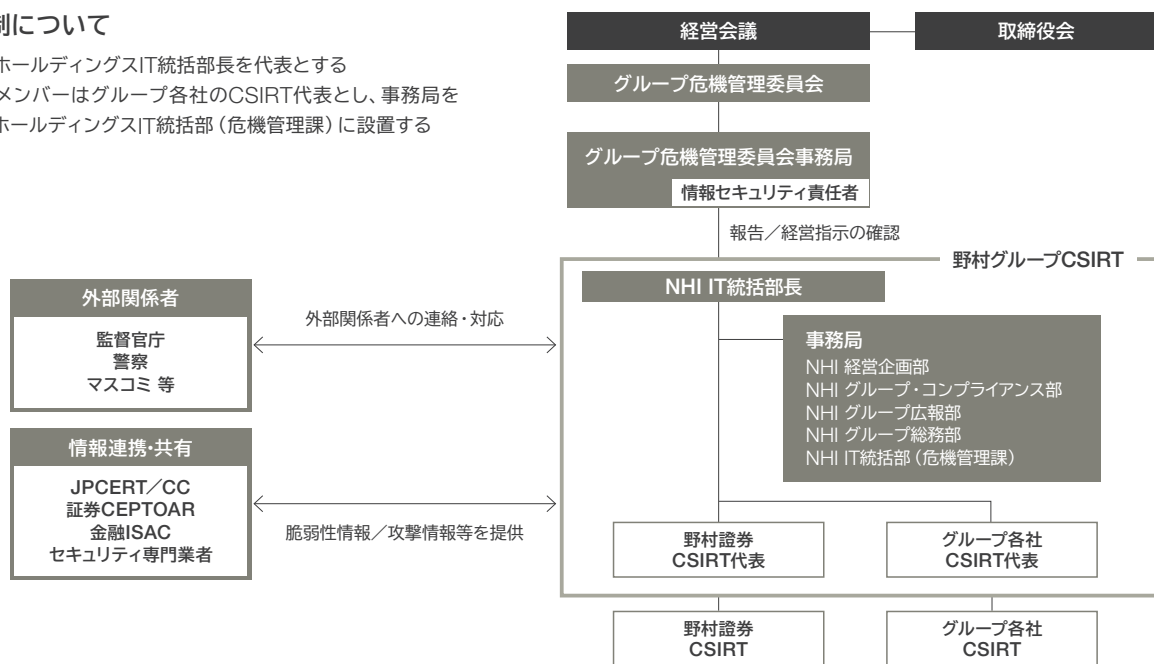 制について
ホールディングスIT統括部長を代表とする
メンバーはグループ各社のCSIRT代表とし、事務局を
ホールディングスIT統括部（危機管理課）に設置する
経営会議
取締役会
グループ危機管理委員会
グループ危機管理委員会事務局
情報セキュリティ責任者
報告／経営指示の確認
野村グループCSIRT
NHI IT統括部長
外部関係者
監督官庁
警察
マスコミ 等
外部関係者への連絡・対応
事務局
NHI 経営企画部
NHI グループ・コンプライアンス部
NHI グループ広報部
NHI グループ総務部
NHI IT統括部（危機管理課）
情報連携・共有
JPCERT／CC
証券CEPTOAR
金融ISAC
セキュリティ専門業者
脆弱性情報／攻撃情報等を提供
野村證券
CSIRT代表
グループ各社
CSIRT代表
野村證券
CSIRT
グループ各社
CSIRT